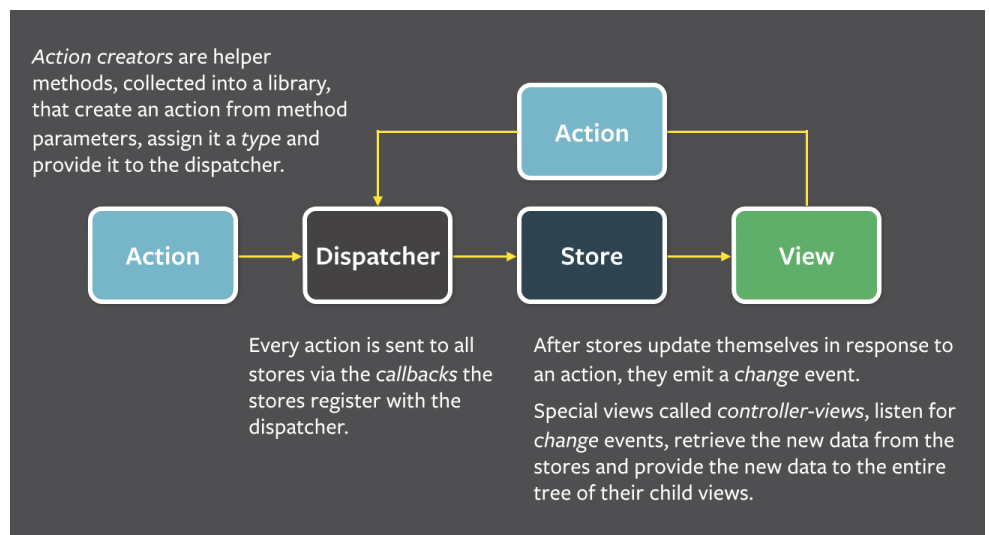 Action creators are helper
methods, collected into a library,
that create an action from method
parameters, assign it a type and
provide it to the dispatcher.
Action
Action
Dispatcher
Store
View
Every action is sent to all
stores via the callbacks the
stores register with the
dispatcher.
After stores update themselves in response to
an action, they emit a change event.
Special views called controller-views, listen for
change events, retrieve the new data from the
stores and provide the new data to the entire
tree of their child views.